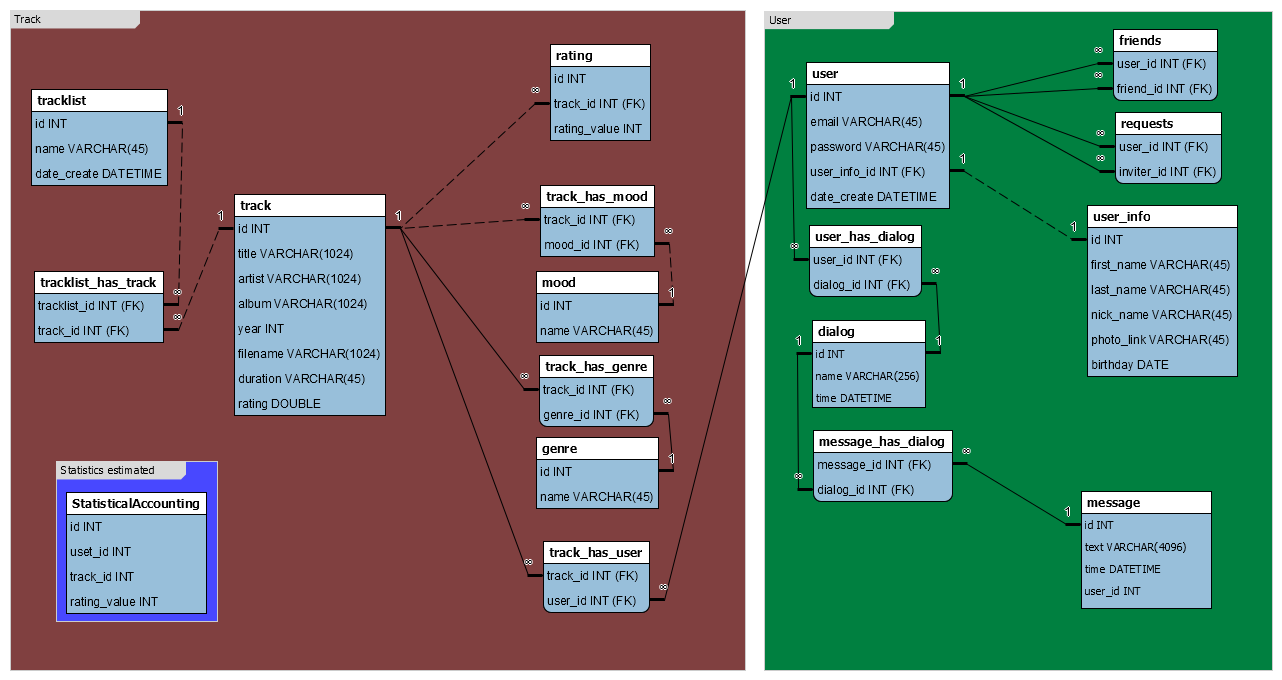 Track
tracklist
id INT
name VARCHAR(45)
date_create DATETIME
1
tracklist_has_track
tracklist_id INT (FK)
track_id INT (FK)
∞
∞
track
id INT
title VARCHAR(1024)
artist VARCHAR(1024)
album VARCHAR(1024)
year INT
filename VARCHAR(1024)
duration VARCHAR(45)
rating DOUBLE
1
1
rating
id INT
track_id INT (FK)
rating_value INT
∞
track_has_mood
track_id INT (FK)
mood_id INT (FK)
∞
∞
mood
id INT
name VARCHAR(45)
1
track_has_genre
track_id INT (FK)
genre_id INT (FK)
∞
∞
genre
id INT
name VARCHAR(45)
1
track_has_user
track_id INT (FK)
user_id INT (FK)
∞
∞
Statistics estimated
StatisticalAccounting
id INT
uset_id INT
track_id INT
rating_value INT
User
user
id INT
email VARCHAR(45)
password VARCHAR(45)
user_info_id INT (FK)
date_create DATETIME
1
1
1
friends
user_id INT (FK)
friend_id INT (FK)
∞
∞
requests
user_id INT (FK)
inviter_id INT (FK)
∞
∞
user_info
id INT
first_name VARCHAR(45)
last_name VARCHAR(45)
nick_name VARCHAR(45)
photo_link VARCHAR(45)
birthday DATE
1
user_has_dialog
user_id INT (FK)
dialog_id INT (FK)
∞
∞
dialog
id INT
name VARCHAR(256)
time DATETIME
1
1
message_has_dialog
message_id INT (FK)
dialog_id INT (FK)
∞
∞
message
id INT
text VARCHAR(4096)
time DATETIME
user_id INT
1